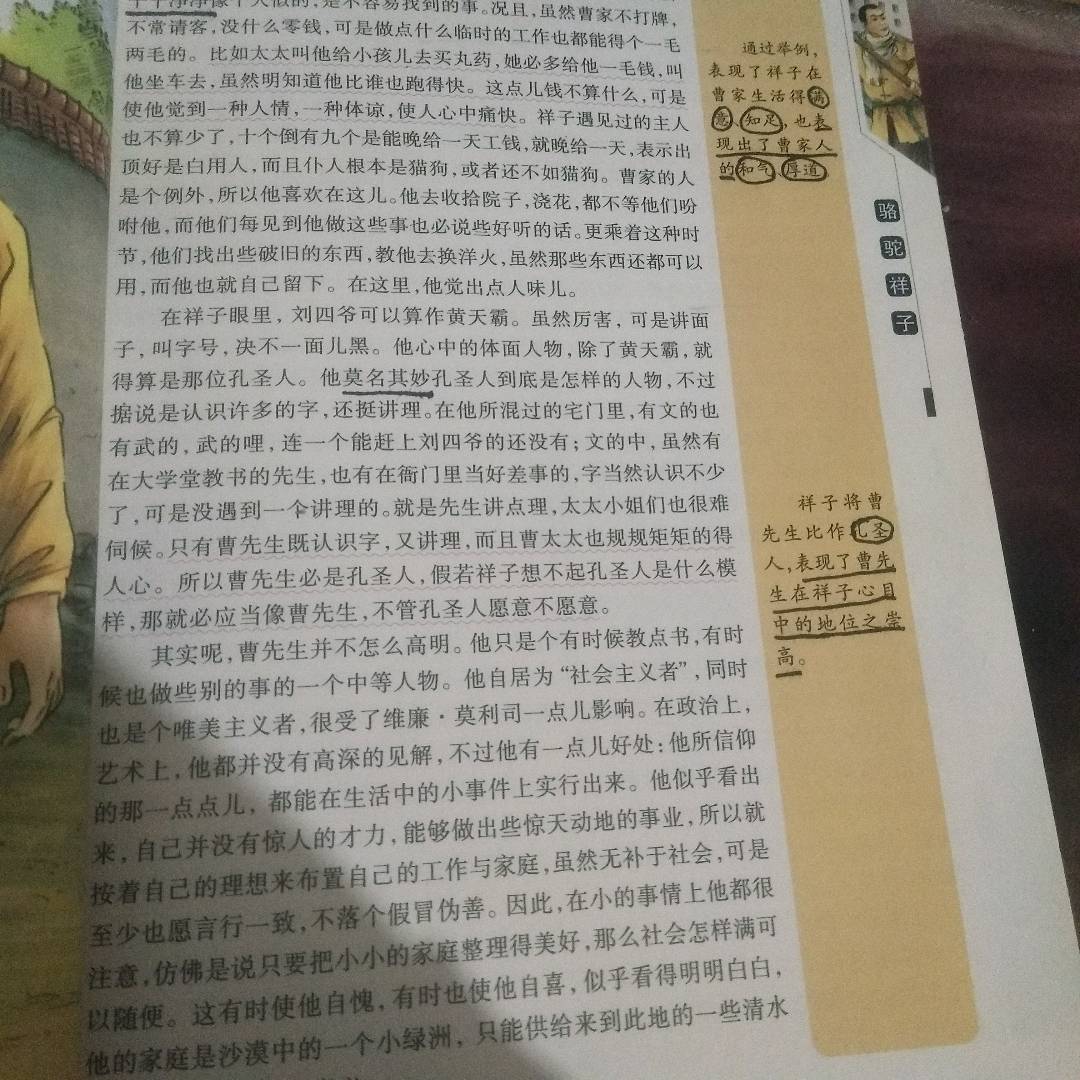 干干净净像个人似的,是不容易找到的事。况且,虽然曹家不打牌,
不常请客,没什么零钱,可是做点什么临时的工作也都能得个一毛
两毛的。比如太太叫他给小孩儿去买丸药,她必多给他一毛钱,叫
他坐车去,虽然明知道他比谁也跑得快。这点儿钱不算什么,可是
使他觉到一种人情,一种体谅,使人心中痛快。祥子遇见过的主人
也不算少了,十个倒有九个是能晚给一天工钱,就晚给一天,表示出
顶好是白用人,而且仆人根本是猫狗,或者还不如猫狗。曹家的人
是个例外,所以他喜欢在这儿。他去收拾院子,浇花,都不等他们吩
咐他,而他们每见到他做这些事也必说些好听的话。更乘着这种时
节,他们找出些破旧的东西,教他去换洋火,虽然那些东西还都可以
用,而他也就自己留下。在这里,他觉出点人味儿。
在祥子眼里,刘四爷可以算作黄天霸。虽然厉害,可是讲面
子,叫字号,决不一面儿黑。他心中的体面人物,除了黄天霸,就
得算是那位孔圣人。他莫名其妙孔圣人到底是怎样的人物,不过
据说是认识许多的字,还挺讲理。在他所混过的宅门里,有文的也
有武的,武的哩,连一个能赶上刘四爷的还没有;文的中,虽然有
在大学堂教书的先生,也有在衙门里当好差事的,字当然认识不少
了,可是没遇到一个讲理的。就是先生讲点理,太太小姐们也很难
伺候。只有曹先生既认识字,又讲理,而且曹太太也规规矩矩的得
人心。所以曹先生必是孔圣人,假若祥子想不起孔圣人是什么模
样,那就必应当像曹先生,不管孔圣人愿意不愿意。
其实呢,曹先生并不怎么高明。他只是个有时候教点书,有时
候也做些别的事的一个中等人物。他自居为“社会主义者”,同时
也是个唯美主义者,很受了维廉·莫利司一点儿影响。在政治上,
艺术上,他都并没有高深的见解,不过他有一点儿好处:他所信仰
的那一点点儿,都能在生活中的小事件上实行出来。他似乎看出
来,自己并没有惊人的才力,能够做出些惊天动地的事业,所以就
按着自己的理想来布置自己的工作与家庭,虽然无补于社会,可是
至少也愿言行一致,不落个假冒伪善。因此,在小的事情上他都很
注意,仿佛是说只要把小小的家庭整理得美好,那么社会怎样满可
以随便。这有时使他自愧,有时也使他自喜,似乎看得明明白白,
他的家庭是沙漠中的一个小绿洲,只能供给来到此地的一些清水
通过举例,
表现了祥子在
曹家生活得满
意、知足,也表
现出了曹家人
的和气、厚道
祥子将曹
先生比作孔圣
人,表现了曹先
生在祥子心目
中的地位之崇
高。
骆
驼
祥
子